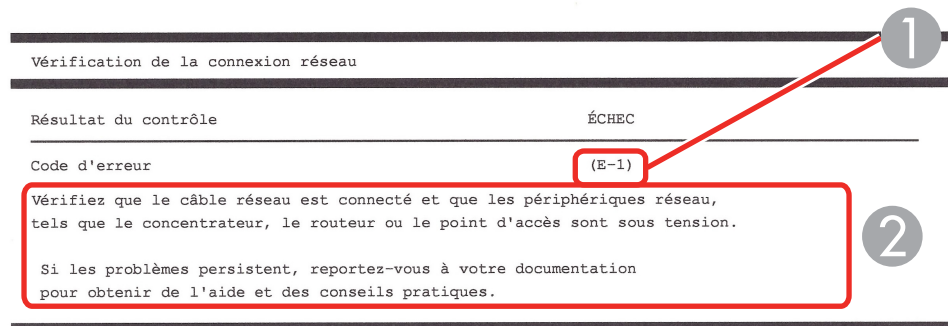 1
Vérification de la connexion réseau
Résultat du contrôle ÉCHEC
Code d'erreur (E-1)
Vérifiez que le câble réseau est connecté et que les périphériques réseau,
tels que le concentrateur, le routeur ou le point d'accès sont sous tension.
2
Si les problèmes persistent, reportez-vous à votre documentation
pour obtenir de l'aide et des conseils pratiques.